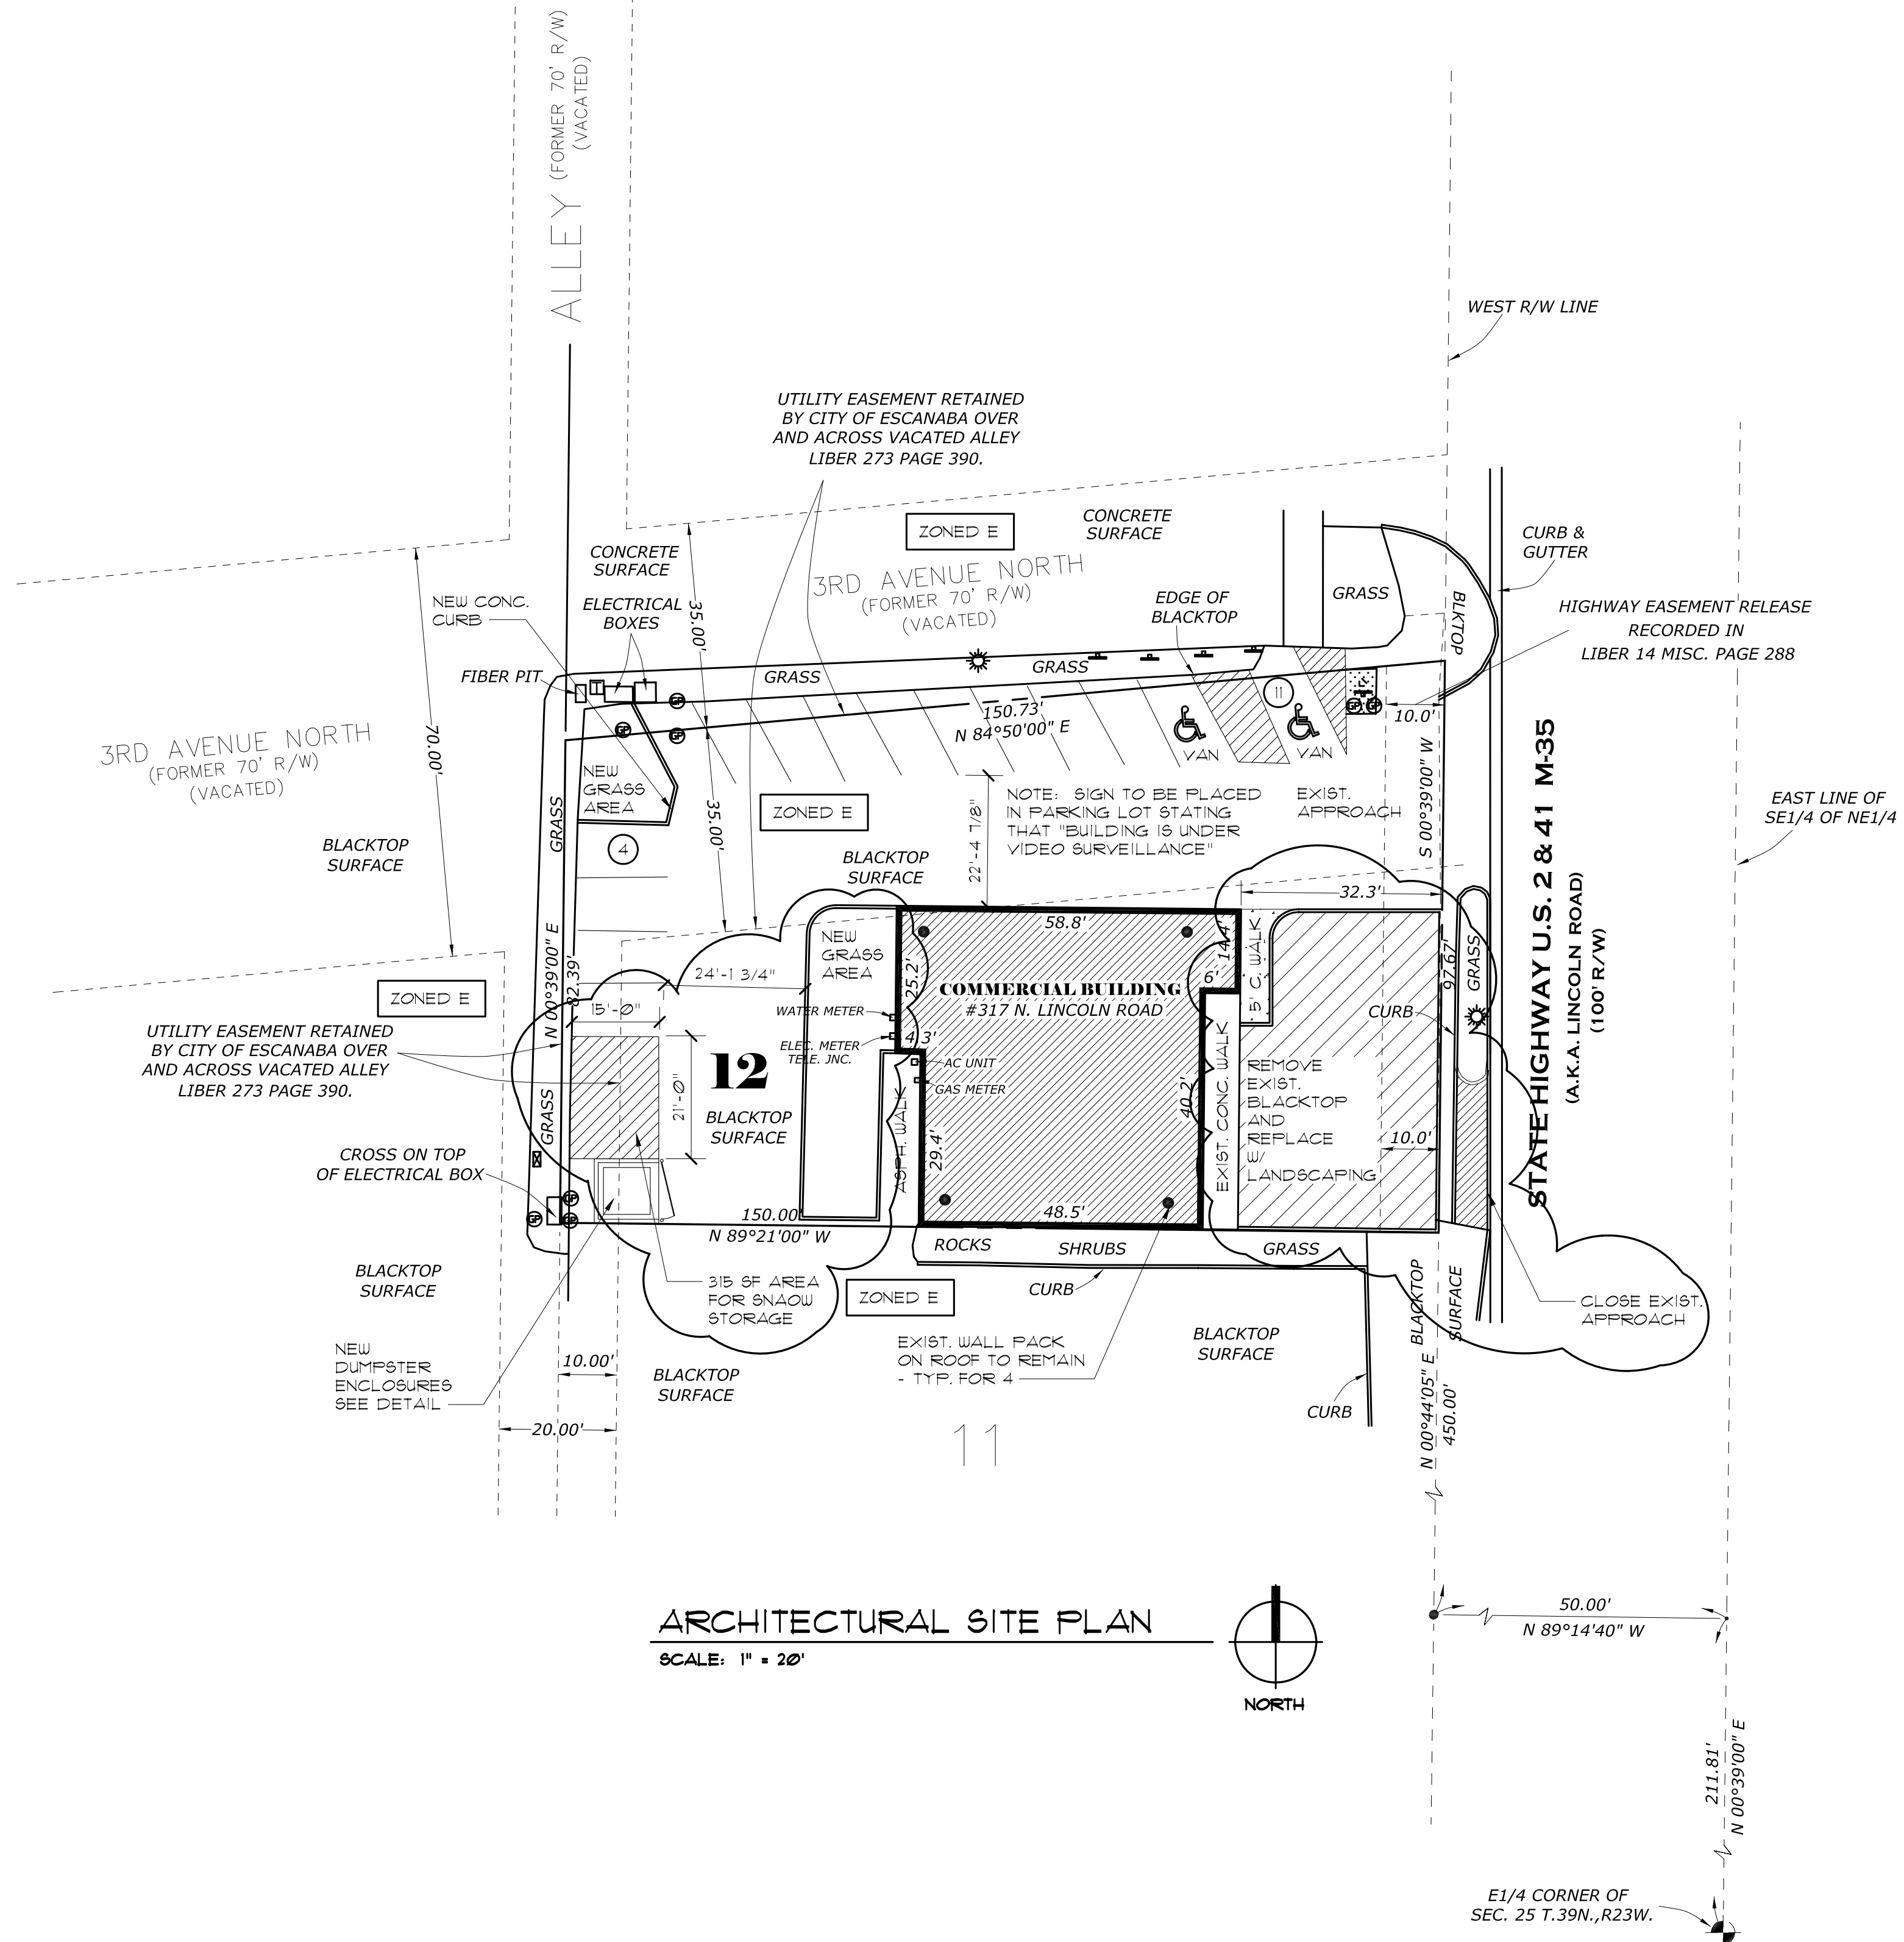 ALLEY (FORMER 70' R/W)
(VACATED)
WEST R/W LINE
UTILITY EASEMENT RETAINED
BY CITY OF ESCANABA OVER
AND ACROSS VACATED ALLEY
LIBER 273 PAGE 390.
ZONED E
CONCRETE
SURFACE
CURB &
GUTTER
CONCRETE
SURFACE
3RD AVENUE NORTH
(FORMER 70' R/W)
(VACATED)
NEW CONC.
CURB
ELECTRICAL
BOXES
35.00'
EDGE OF
BLACKTOP
GRASS
BLKTOP
HIGHWAY EASEMENT RELEASE
RECORDED IN
LIBER 14 MISC. PAGE 288
FIBER PIT
T
GRASS
GRASS
GP
GP
GP
11
GP
GP
10.0'
70.00'
3RD AVENUE NORTH
(FORMER 70' R/W)
(VACATED)
150.73'
N 84°50'00" E
VAN
VAN
NEW
GRASS
AREA
GRASS
ZONED E
35.00'
22'-4 7/8"
NOTE: SIGN TO BE PLACED
IN PARKING LOT STATING
THAT "BUILDING IS UNDER
VIDEO SURVEILLANCE"
EXIST.
APPROACH
S 00°39'00" W
EAST LINE OF
SE1/4 OF NE1/4
BLACKTOP
SURFACE
4
BLACKTOP
SURFACE
32.3'
STATE HIGHWAY U.S. 2 & 41 M-35
(A.K.A. LINCOLN ROAD)
(100' R/W)
58.8'
14.4'
5' C. WALK
NEW
GRASS
AREA
25.2'
N 00°39'00" E
82.39'
24'-1 3/4"
97.67'
GRASS
6'
COMMERCIAL BUILDING
#317 N. LINCOLN ROAD
ZONED E
15'-0"
WATER METER
CURB
UTILITY EASEMENT RETAINED
BY CITY OF ESCANABA OVER
AND ACROSS VACATED ALLEY
LIBER 273 PAGE 390.
4.3'
ELEC. METER
TELE. JNC.
AC UNIT
GAS METER
12
21'-0"
BLACKTOP
SURFACE
GRASS
ASPH. WALK
29.4'
40.2'
EXIST. CONC. WALK
REMOVE
EXIST.
BLACKTOP
AND
REPLACE
W/
LANDSCAPING
10.0'
CROSS ON TOP
OF ELECTRICAL BOX
GP
GP
GP
150.00'
N 89°21'00" W
48.5'
ROCKS
SHRUBS
GRASS
BLACKTOP
SURFACE
315 SF AREA
FOR SNAOW
STORAGE
ZONED E
CURB
BLACKTOP
SURFACE
CLOSE EXIST.
APPROACH
NEW
DUMPSTER
ENCLOSURES
SEE DETAIL
10.00'
BLACKTOP
SURFACE
EXIST. WALL PACK
ON ROOF TO REMAIN
- TYP. FOR 4
BLACKTOP
SURFACE
CURB
20.00'
11
N 00°44'05" E
450.00'
ARCHITECTURAL SITE PLAN
SCALE: 1" = 20'
NORTH
50.00'
N 89°14'40" W
211.81'
N 00°39'00" E
E1/4 CORNER OF
SEC. 25 T.39N.,R23W.